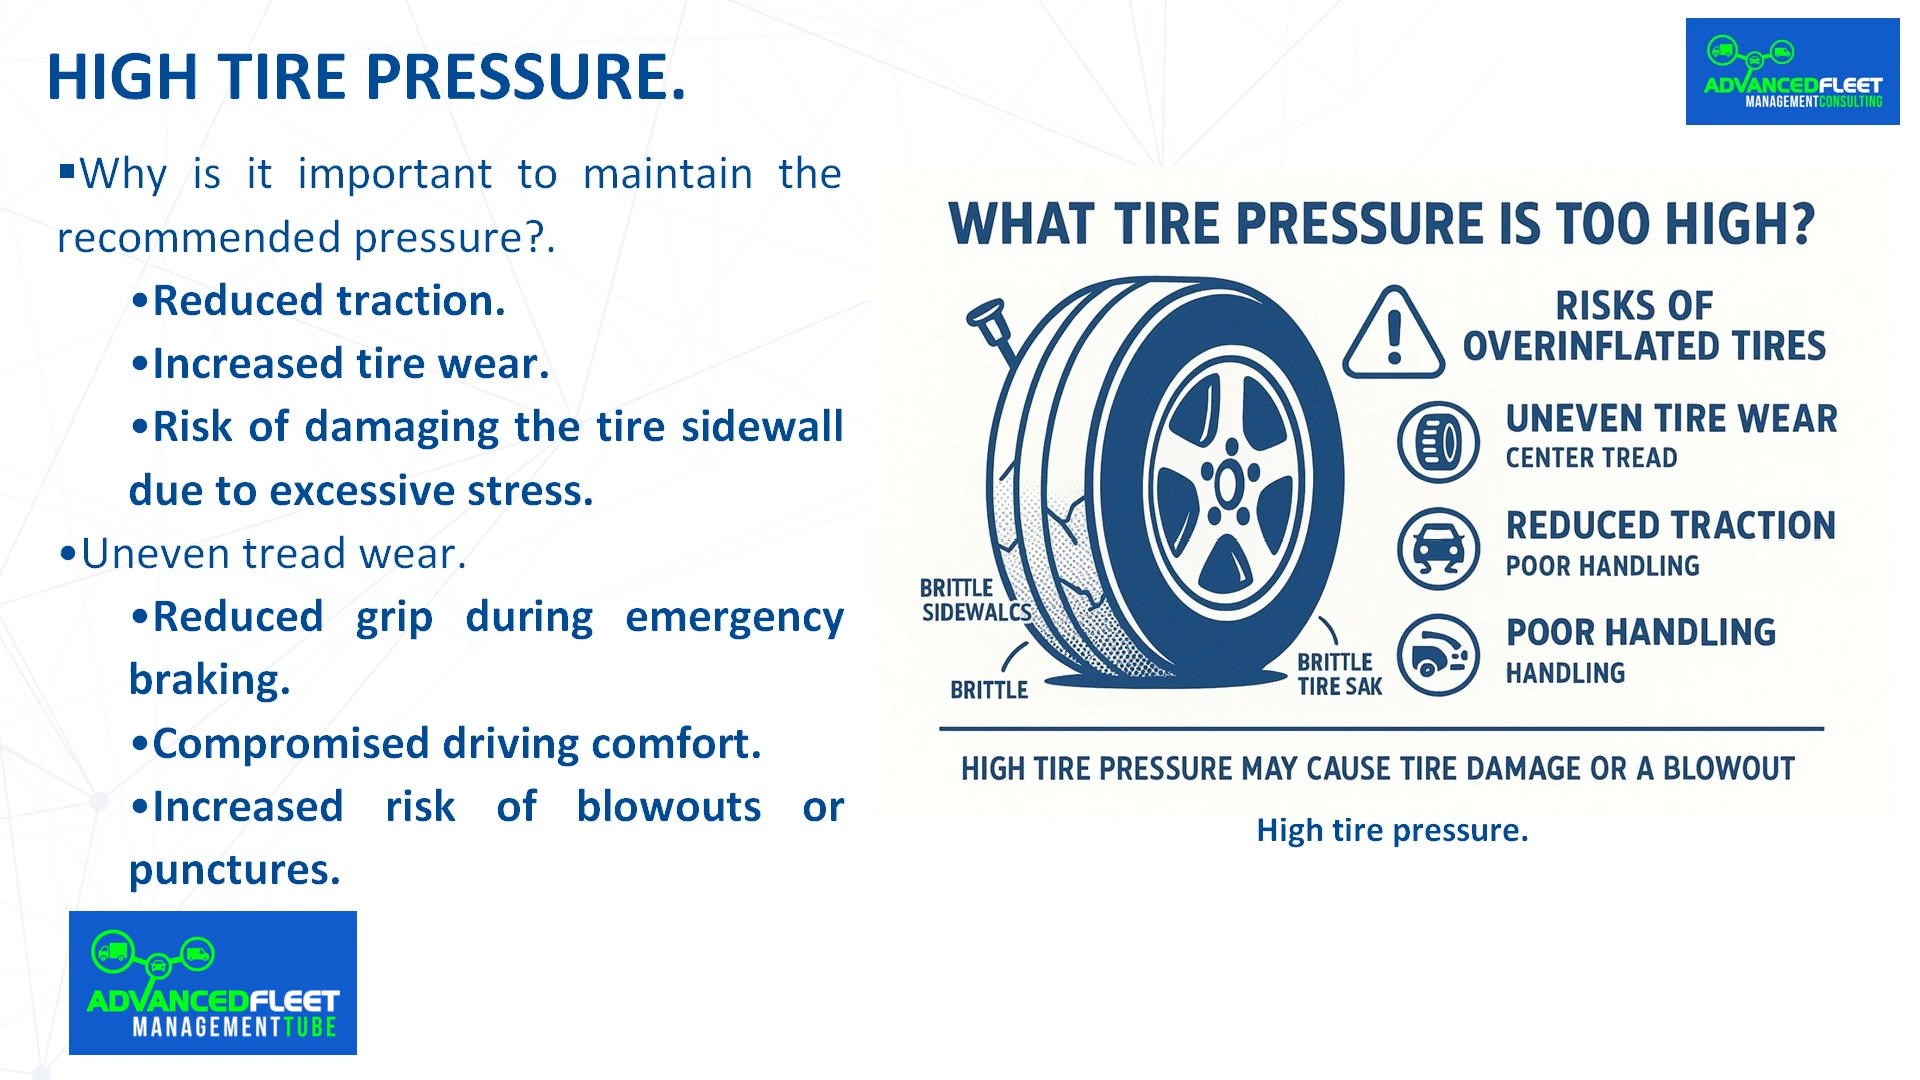 HIGH TIRE PRESSURE.
ADVANCEDFLEET
MANAGEMENTCONSULTING
▪Why is it important to maintain the
recommended pressure?.
•Reduced traction.
•Increased tire wear.
•Risk of damaging the tire sidewall
due to excessive stress.
•Uneven tread wear.
•Reduced grip during emergency
braking.
•Compromised driving comfort.
•Increased risk of blowouts or
punctures.
WHAT TIRE PRESSURE IS TOO HIGH?
RISKS OF
OVERINFLATED TIRES
UNEVEN TIRE WEAR
CENTER TREAD
REDUCED TRACTION
POOR HANDLING
POOR HANDLING
HANDLING
BRITTLE
SIDEWALCS
BRITTLE
BRITTLE
TIRE SAK
HIGH TIRE PRESSURE MAY CAUSE TIRE DAMAGE OR A BLOWOUT
High tire pressure.
ADVANCEDFLEET
MANAGEMENTTUBE